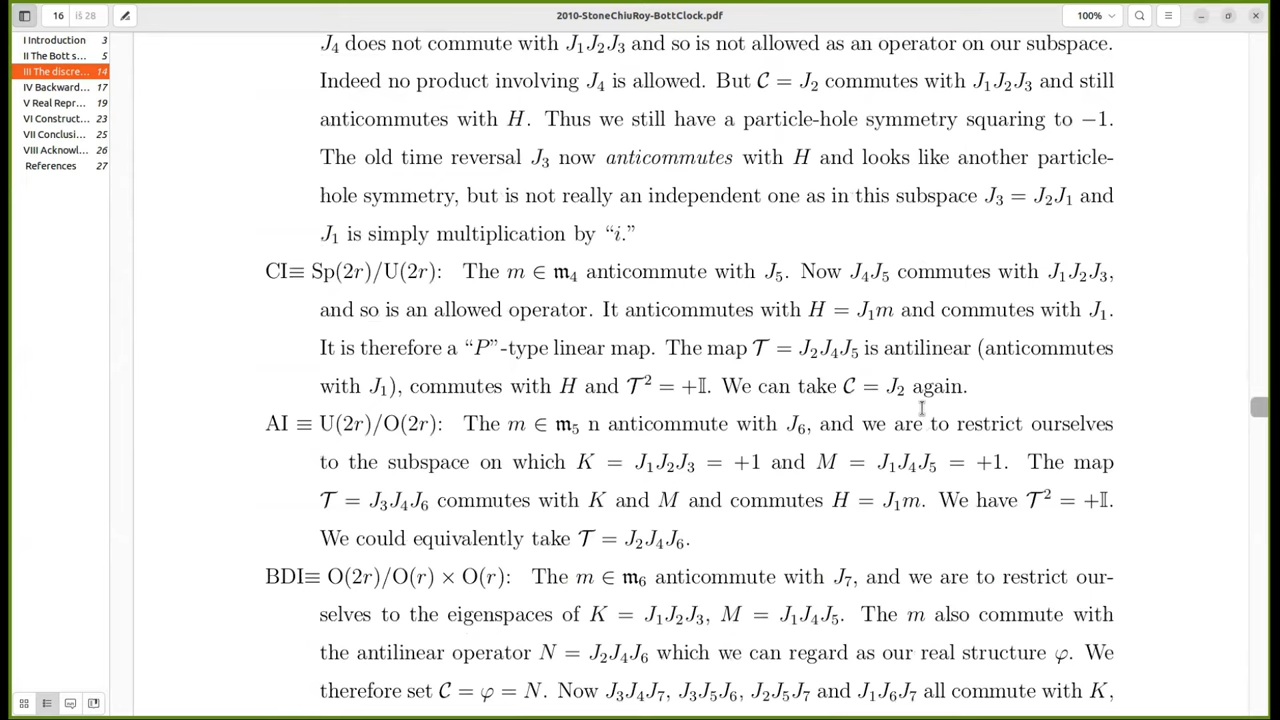 16 iš 28
2010-StoneChiuRoy-BottClock.pdf
100%
I Introduction 3
II The Bott s... 5
III The discre... 14
IV Backward... 17
V Real Repr... 19
VI Construct... 23
VII Conclusi... 25
VIII Acknowl... 26
References 27
J₄ does not commute with J₁J₂J₃ and so is not allowed as an operator on our subspace.
Indeed no product involving J₄ is allowed. But 𝒞 = J₂ commutes with J₁J₂J₃ and still
anticommutes with H. Thus we still have a particle-hole symmetry squaring to −1.
The old time reversal J₃ now anticommutes with H and looks like another particle-
hole symmetry, but is not really an independent one as in this subspace J₃ = J₂J₁ and
J₁ is simply multiplication by “i.”
CI≡ Sp(2r)/U(2r): The m ∈ 𝔪₄ anticommute with J₅. Now J₄J₅ commutes with J₁J₂J₃,
and so is an allowed operator. It anticommutes with H = J₁m and commutes with J₁.
It is therefore a “P”-type linear map. The map 𝒯 = J₂J₄J₅ is antilinear (anticommutes
with J₁), commutes with H and 𝒯² = +𝕀. We can take 𝒞 = J₂ again.
AI ≡ U(2r)/O(2r): The m ∈ 𝔪₅ n anticommute with J₆, and we are to restrict ourselves
to the subspace on which K = J₁J₂J₃ = +1 and M = J₁J₄J₅ = +1. The map
𝒯 = J₃J₄J₆ commutes with K and M and commutes H = J₁m. We have 𝒯² = +𝕀.
We could equivalently take 𝒯 = J₂J₄J₆.
BDI≡ O(2r)/O(r) × O(r): The m ∈ 𝔪₆ anticommute with J₇, and we are to restrict our-
selves to the eigenspaces of K = J₁J₂J₃, M = J₁J₄J₅. The m also commute with
the antilinear operator N = J₂J₄J₆ which we can regard as our real structure φ. We
therefore set 𝒞 = φ = N. Now J₃J₄J₇, J₃J₅J₆, J₂J₅J₇ and J₁J₆J₇ all commute with K,